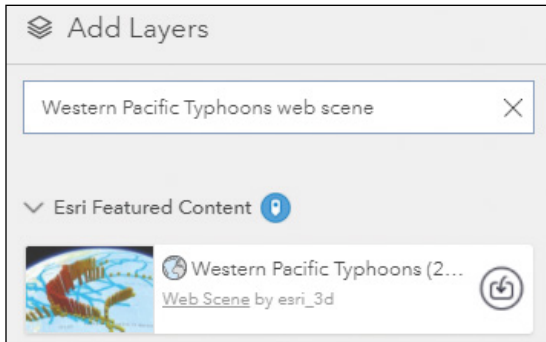 Add Layers
Western Pacific Typhoons web scene
Esri Featured Content
Western Pacific Typhoons (2...
Web Scene by esri_3d